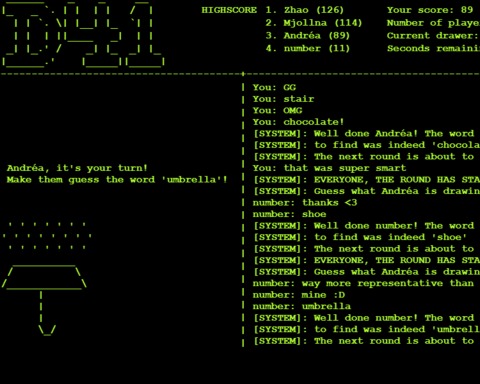 HIGHSCORE 1. Zhao (126) Your score: 89
2. Mjollna (114) Number of playe
3. Andréa (89) Current drawer:
4. number (11) Seconds remaini
You: GG
You: stair
You: OMG
You: chocolate!
[SYSTEM]: Well done Andréa! The word
[SYSTEM]: to find was indeed 'chocola
[SYSTEM]: The next round is about to
You: that was super smart
[SYSTEM]: EVERYONE, THE ROUND HAS STA
[SYSTEM]: Guess what Andréa is drawin
number: thanks <3
number: shoe
[SYSTEM]: Well done number! The word
[SYSTEM]: to find was indeed 'shoe'
[SYSTEM]: The next round is about to
[SYSTEM]: EVERYONE, THE ROUND HAS STA
[SYSTEM]: Guess what Andréa is drawin
number: way more representative than
number: mine :D
number: umbrella
[SYSTEM]: Well done number! The word
[SYSTEM]: to find was indeed 'umbrell
[SYSTEM]: The next round is about to
Andréa, it's your turn!
Make them guess the word 'umbrella'!